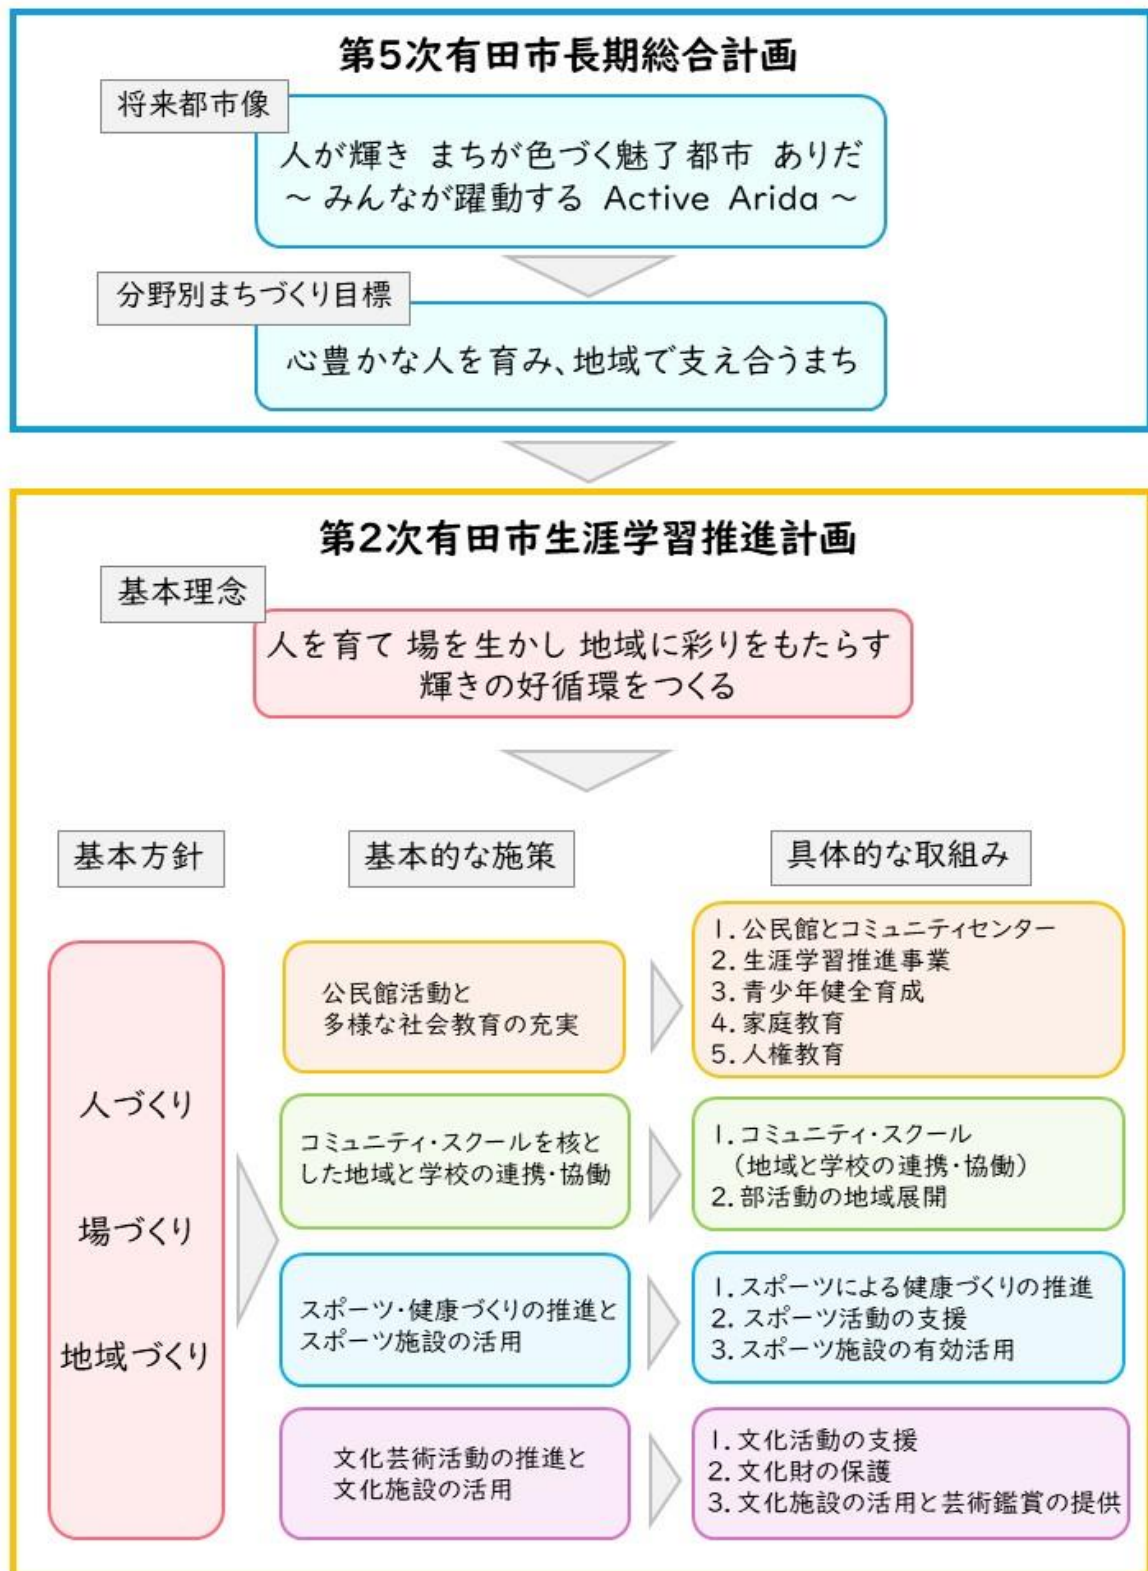 第5次有田市長期総合計画
将来都市像
人が輝き まちが色づく魅了都市 ありだ
～ みんなが躍動する Active Arida ～
分野別まちづくり目標
心豊かな人を育み、地域で支え合うまち
第2次有田市生涯学習推進計画
基本理念
人を育て 場を生かし 地域に彩りをもたらす
輝きの好循環をつくる
基本方針
基本的な施策
具体的な取組み
人づくり
場づくり
地域づくり
公民館活動と
多様な社会教育の充実
1. 公民館とコミュニティセンター
2. 生涯学習推進事業
3. 青少年健全育成
4. 家庭教育
5. 人権教育
コミュニティ・スクールを核と
した地域と学校の連携・協働
1. コミュニティ・スクール
（地域と学校の連携・協働）
2. 部活動の地域展開
スポーツ・健康づくりの推進と
スポーツ施設の活用
1. スポーツによる健康づくりの推進
2. スポーツ活動の支援
3. スポーツ施設の有効活用
文化芸術活動の推進と
文化施設の活用
1. 文化活動の支援
2. 文化財の保護
3. 文化施設の活用と芸術鑑賞の提供